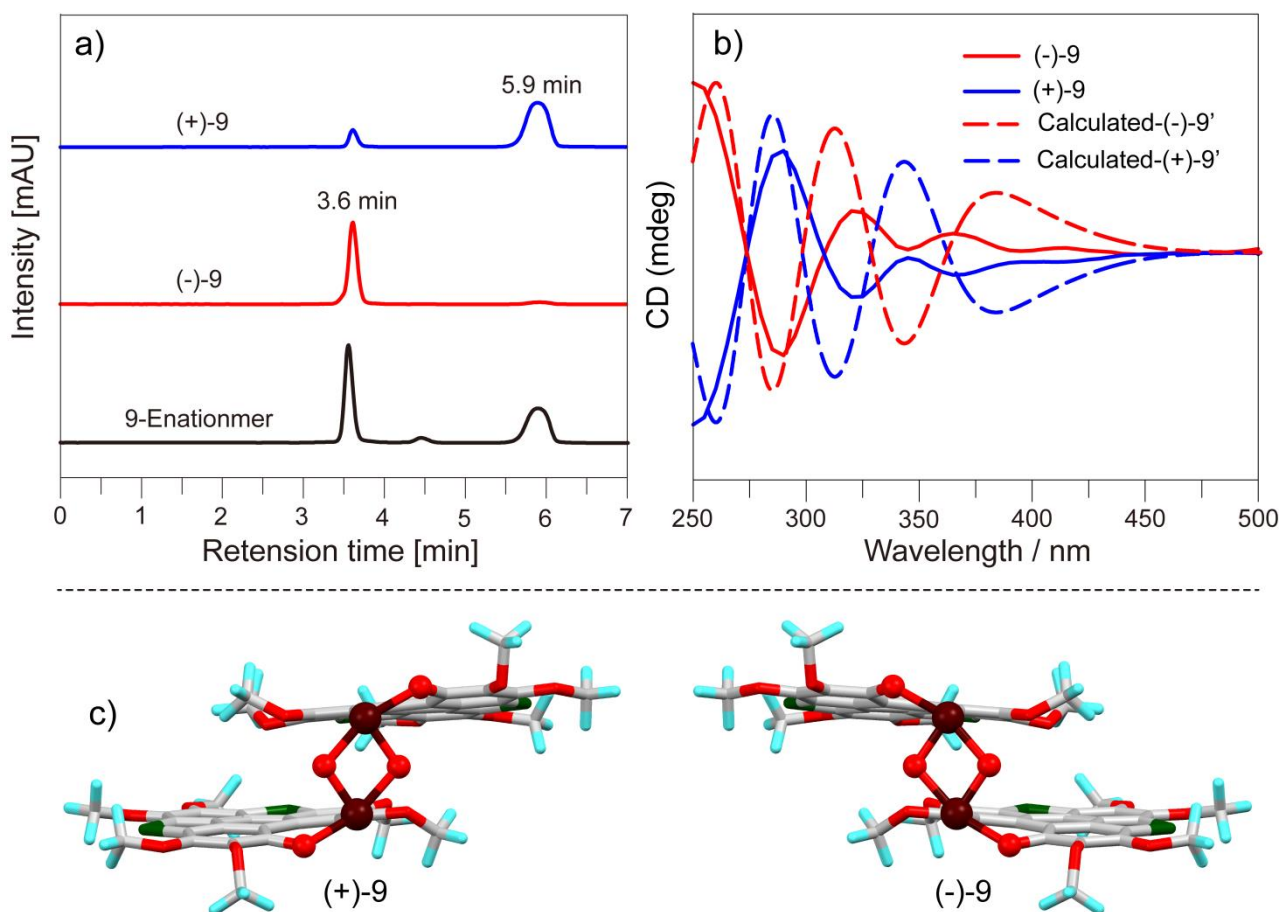 a)
5.9 min
(+)-9
3.6 min
(-)-9
9-Enationmer
Intensity [mAU]
0 1 2 3 4 5 6 7
Retension time [min]
b)
(-)-9
(+)-9
Calculated-(-)-9'
Calculated-(+)-9'
CD (mdeg)
250 300 350 400 450 500
Wavelength / nm
c)
(+)-9
(-)-9